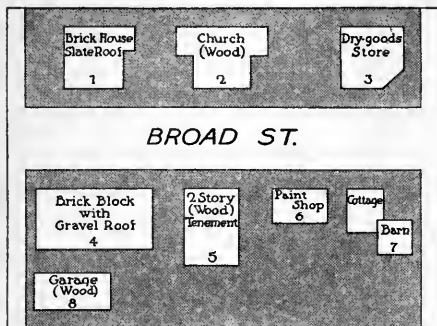 Brick House
Slate Roof
1
Church
(Wood)
2
Dry-goods
Store
3
BROAD ST.
Brick Block
with
Gravel Roof
4
2 Story
(Wood)
Tenement
5
Paint
Shop
6
Cottage
Barn
7
Garage
(Wood)
8